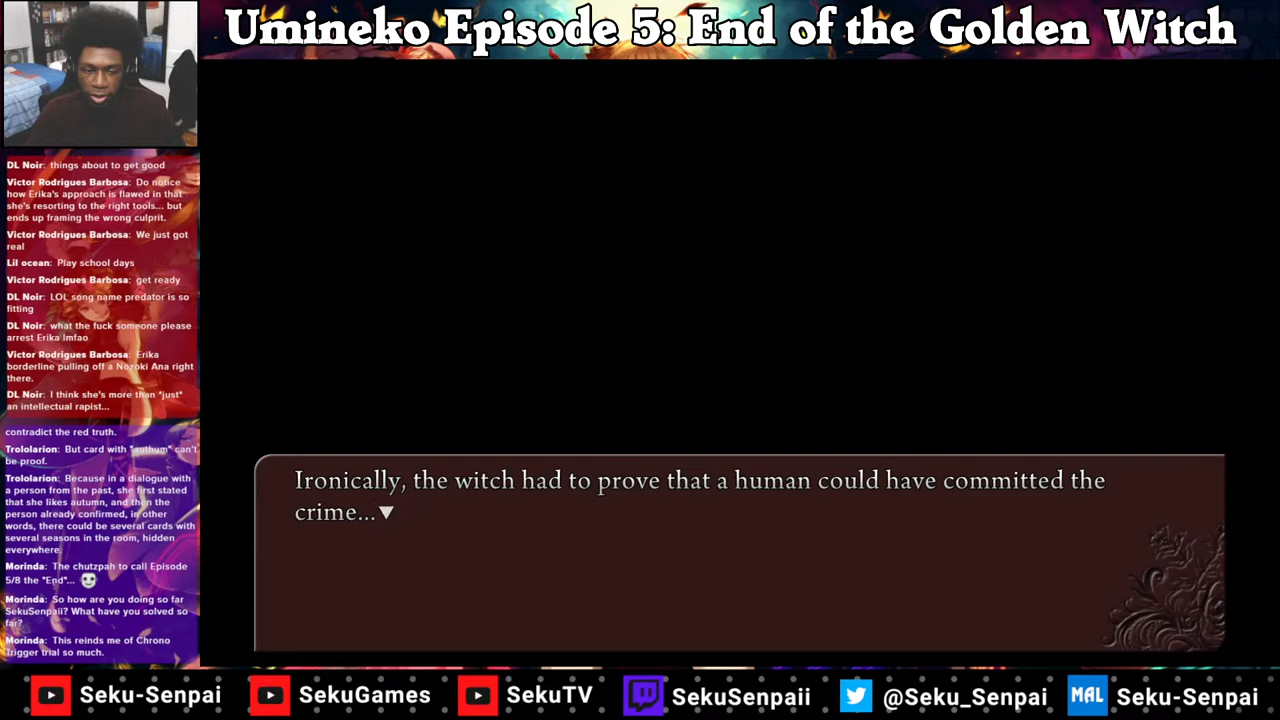 Umineko Episode 5: End of the Golden Witch
DL Noir: things about to get good
Victor Rodrigues Barbosa: Do notice
how Erika's approach is flawed in that
she's resorting to the right tools... but
ends up framing the wrong culprit.
Victor Rodrigues Barbosa: We just got
real
Lil ocean: Play school days
Victor Rodrigues Barbosa: get ready
DL Noir: LOL song name predator is so
fitting
DL Noir: what the fuck someone please
arrest Erika lmfao
Victor Rodrigues Barbosa: Erika
borderline pulling off a Nozoki Ana right
there.
DL Noir: I think she's more than *just*
an intellectual rapist...
contradict the red truth.
Trololarion: But card with "authum" can't
be proof.
Trololarion: Because in a dialogue with
a person from the past, she first stated
that she likes autumn, and then the
person already confirmed, in other
words, there could be several cards with
several seasons in the room, hidden
everywhere.
Morinda: The chutzpah to call Episode
5/8 the "End"...
Morinda: So how are you doing so far
SekuSenpaii? What have you solved so
far?
Morinda: This reinds me of Chrono
Trigger trial so much.
Ironically, the witch had to prove that a human could have committed the
crime...▼
Seku-Senpai
SekuGames
SekuTV
SekuSenpaii
@Seku_Senpai
MAL
Seku-Senpai